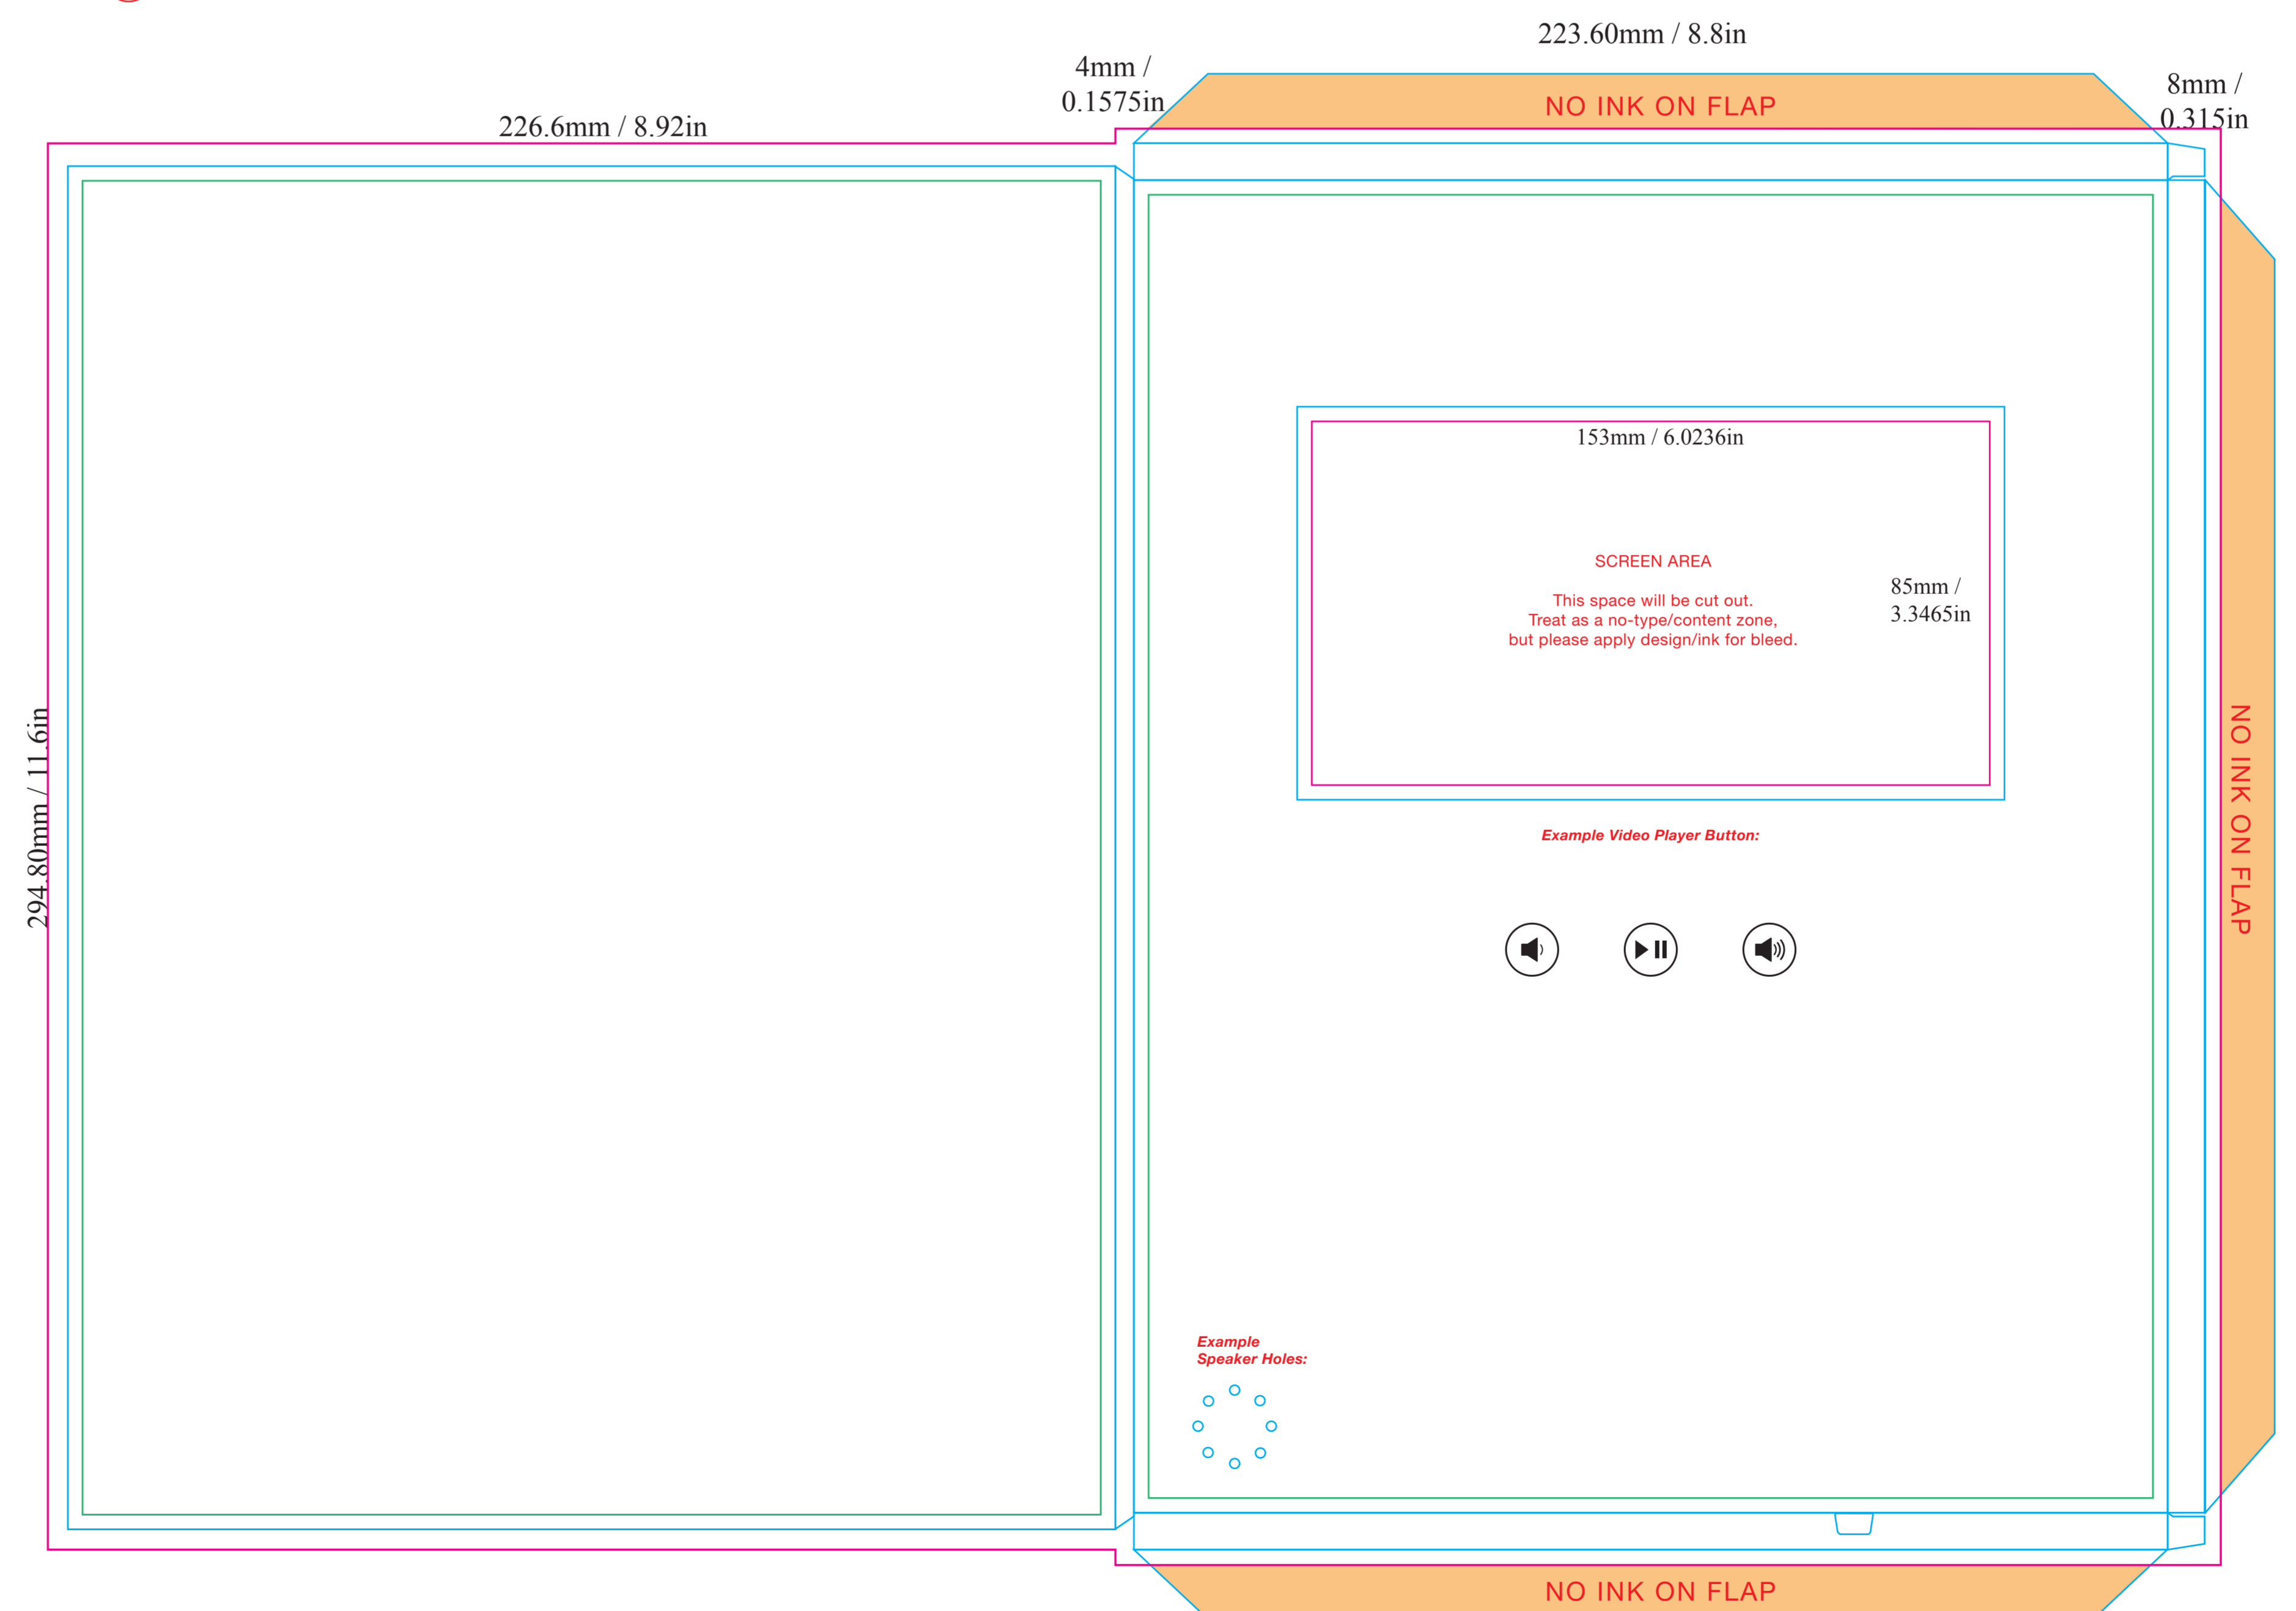 223.60mm / 8.8in
4mm /
0.1575in
8mm /
0.315in
NO INK ON FLAP
226.6mm / 8.92in
153mm / 6.0236in
SCREEN AREA
This space will be cut out.
Treat as a no-type/content zone,
but please apply design/ink for bleed.
85mm /
3.3465in
294.80mm / 11.6in
NO INK ON FLAP
Example Video Player Button:
Example
Speaker Holes:
NO INK ON FLAP